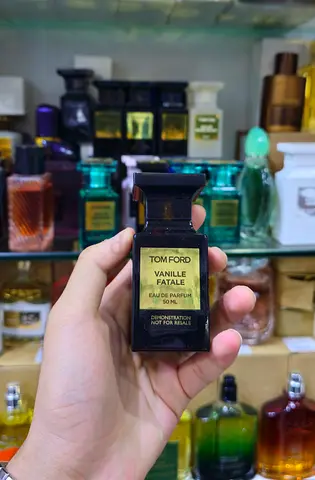 TOM FORD
VANILLE
FATALE
EAU DE PARFUM
50 ML
DEMONSTRATION
NOT FOR RESALE